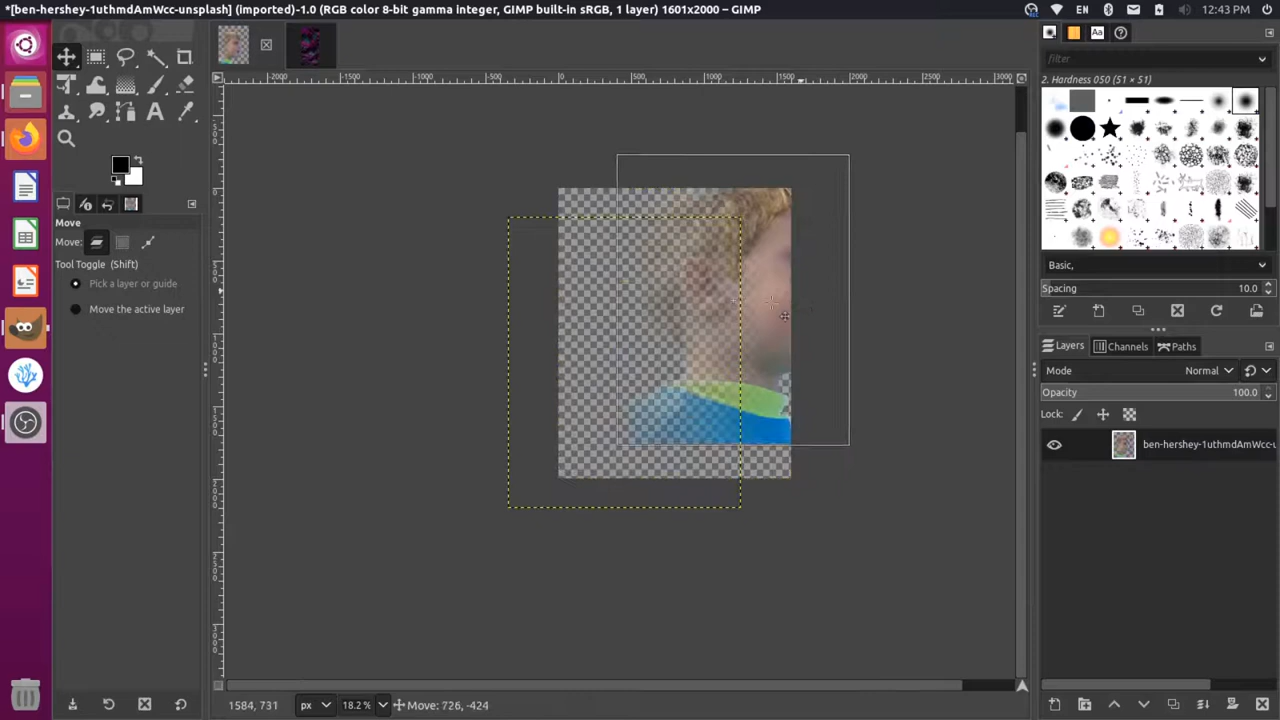 *[ben-hershey-1uthmdAmWcc-unsplash] (imported)-1.0 (RGB color 8-bit gamma integer, GIMP built-in sRGB, 1 layer) 1601x2000 – GIMP
EN
12:43 PM
Aa
filter
2. Hardness 050 (51 × 51)
Move
Move:
Tool Toggle (Shift)
Pick a layer or guide
Move the active layer
Basic,
Spacing 10.0
Layers Channels Paths
Mode Normal
Opacity 100.0
Lock:
ben-hershey-1uthmdAmWcc-u
1584, 731 px 18.2 % Move: 726, -424